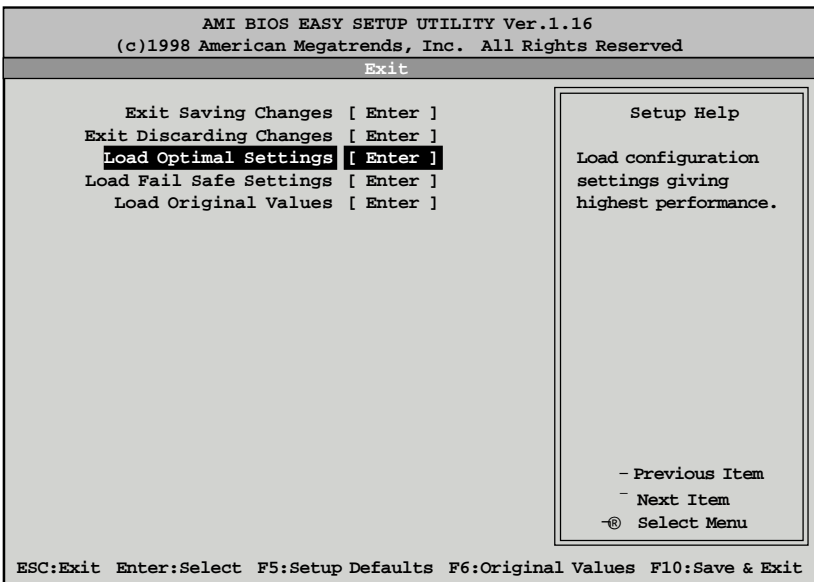 AMI BIOS EASY SETUP UTILITY Ver.1.16
(c)1998 American Megatrends, Inc. All Rights Reserved
Exit
Exit Saving Changes [ Enter ]
Exit Discarding Changes [ Enter ]
Load Optimal Settings [ Enter ]
Load Fail Safe Settings [ Enter ]
Load Original Values [ Enter ]
Setup Help
Load configuration
settings giving
highest performance.
– Previous Item
¯ Next Item
¬® Select Menu
ESC:Exit Enter:Select F5:Setup Defaults F6:Original Values F10:Save & Exit